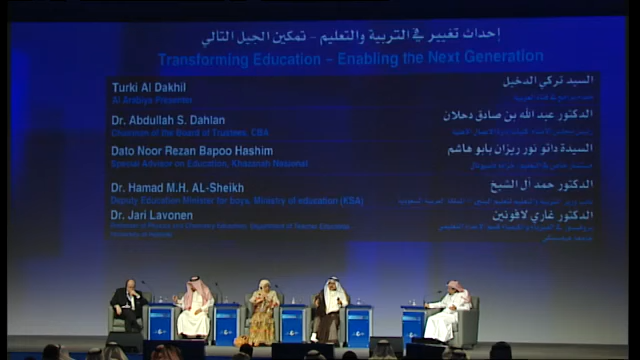 إحداث تغيير في التربية والتعليم - تمكين الجيل التالي
Transforming Education – Enabling the Next Generation
Turki Al Dakhil
السيد تركي الدخيل
Al Arabiya Presenter
Dr. Abdullah S. Dahlan
الدكتور عبد الله بن صادق دحلان
Chairman of the Board of Trustees, CBA
Dato Noor Rezan Bapoo Hashim
السيدة داتو نور ريزان بابو هاشم
Special Advisor on Education, Khazanah Nasional
Dr. Hamad M.H. AL-Sheikh
الدكتور حمد آل الشيخ
Deputy Education Minister for boys, Ministry of education (KSA)
Dr. Jari Lavonen
الدكتور غاري لافونين